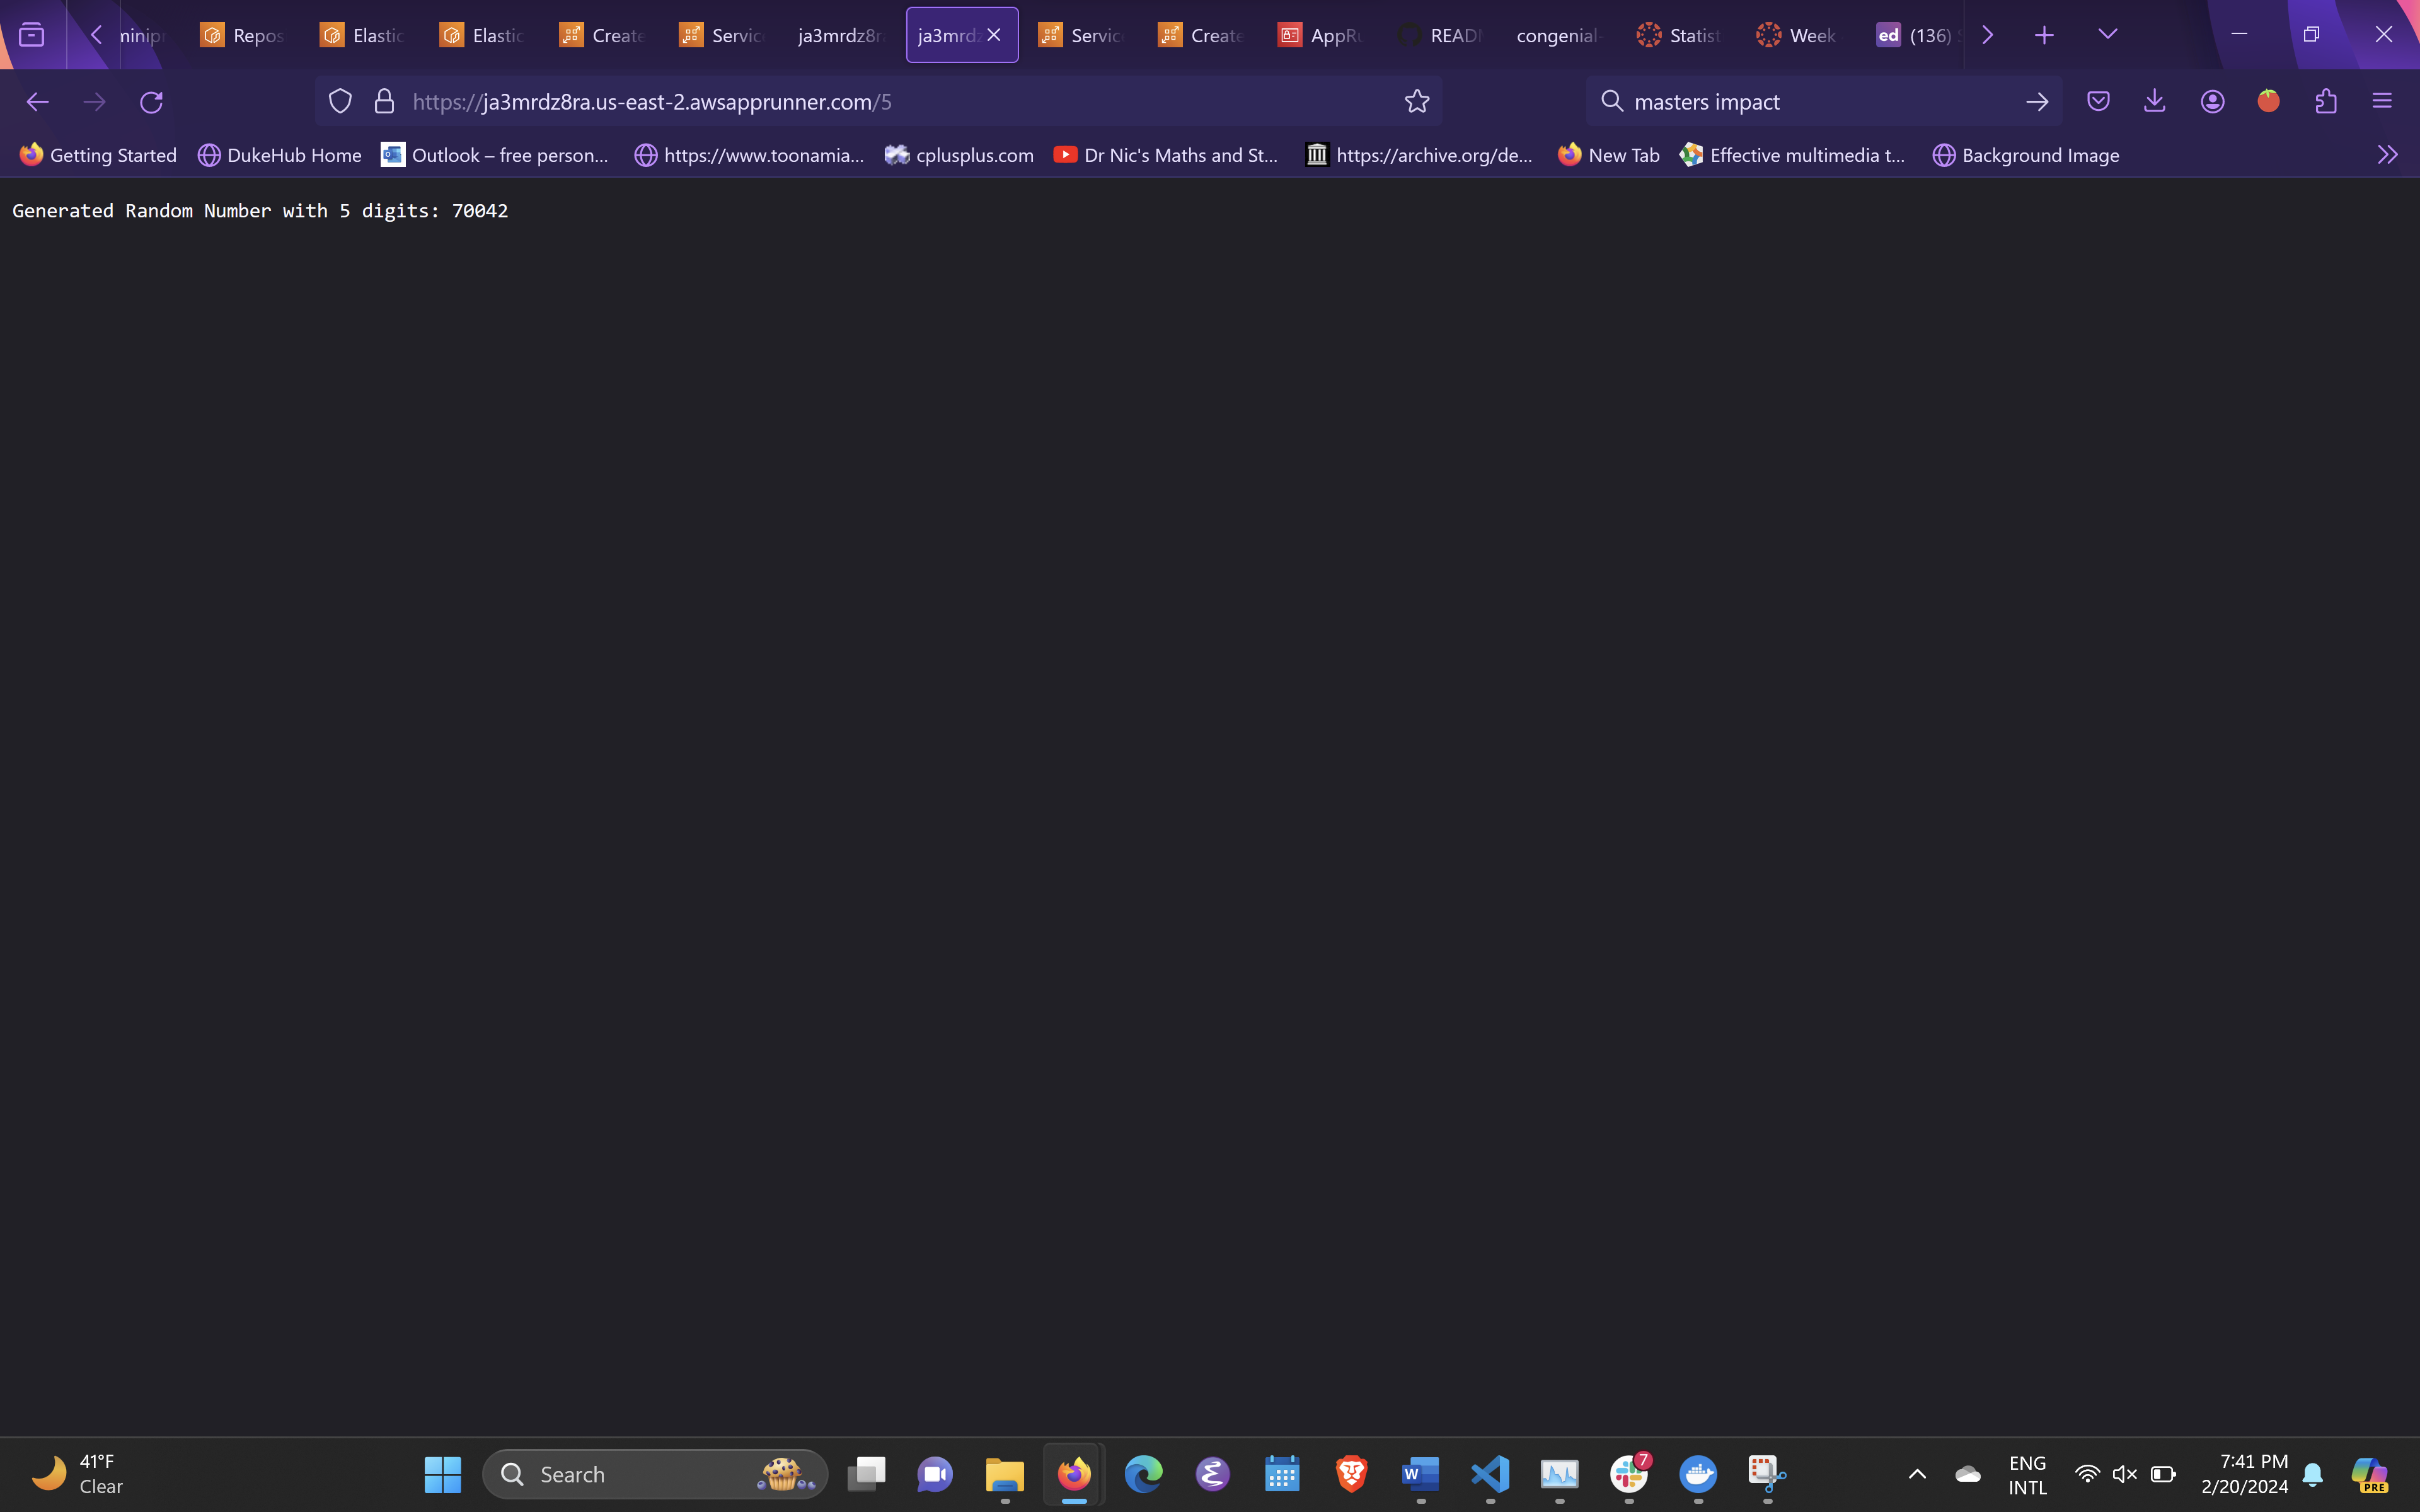 Repos Elastic Elastic Create Servic ja3mrdz8r ja3mrdz Servic Create AppRu READ congenial- Statist Week ed (136)
https://ja3mrdz8ra.us-east-2.awsapprunner.com/5 masters impact
Getting Started DukeHub Home Outlook – free person... https://www.toonamia... cplusplus.com Dr Nic's Maths and St... https://archive.org/de... New Tab Effective multimedia t... Background Image
Generated Random Number with 5 digits: 70042
41°F
Clear
Search
7
ENG
INTL
7:41 PM
2/20/2024
PRE